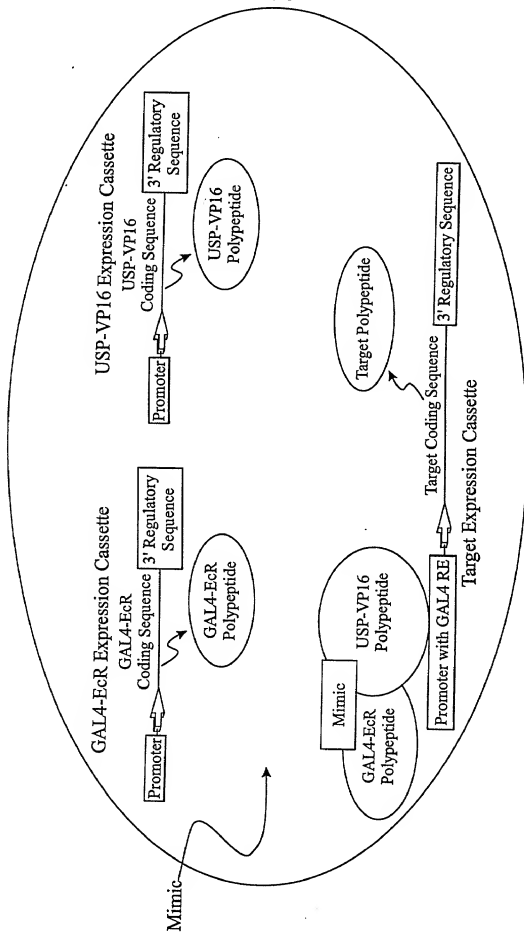 Mimic
GAL4-EcR Expression Cassette
GAL4-EcR
Coding Sequence
Promoter
3' Regulatory
Sequence
GAL4-EcR
Polypeptide
USP-VP16 Expression Cassette
USP-VP16
Coding Sequence
Promoter
3' Regulatory
Sequence
USP-VP16
Polypeptide
Mimic
GAL4-EcR
Polypeptide
USP-VP16
Polypeptide
Target Polypeptide
Promoter with GAL4 RE
Target Coding Sequence
3' Regulatory Sequence
Target Expression Cassette